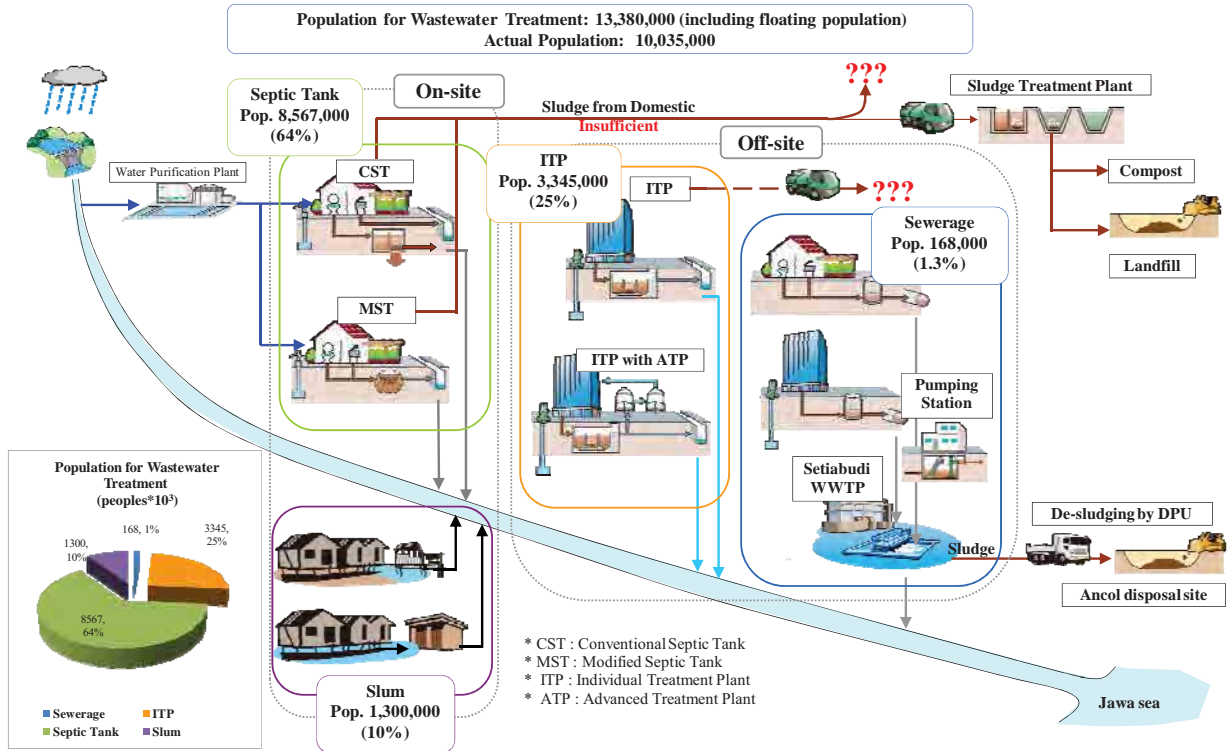 Population for Wastewater Treatment: 13,380,000 (including floating population)
Actual Population: 10,035,000
On-site
Septic Tank
Pop. 8,567,000
(64%)
Sludge from Domestic
Insufficient
???
Sludge Treatment Plant
Compost
Landfill
Water Purification Plant
CST
MST
Off-site
ITP
Pop. 3,345,000
(25%)
ITP
???
ITP with ATP
Sewerage
Pop. 168,000
(1.3%)
Pumping
Station
Setiabudi
WWTP
Sludge
De-sludging by DPU
Ancol disposal site
Population for Wastewater
Treatment
(peoples*10³)
168, 1%
3345,
25%
1300,
10%
8567,
64%
Sewerage
ITP
Septic Tank
Slum
Slum
Pop. 1,300,000
(10%)
* CST : Conventional Septic Tank
* MST : Modified Septic Tank
* ITP : Individual Treatment Plant
* ATP : Advanced Treatment Plant
Jawa sea